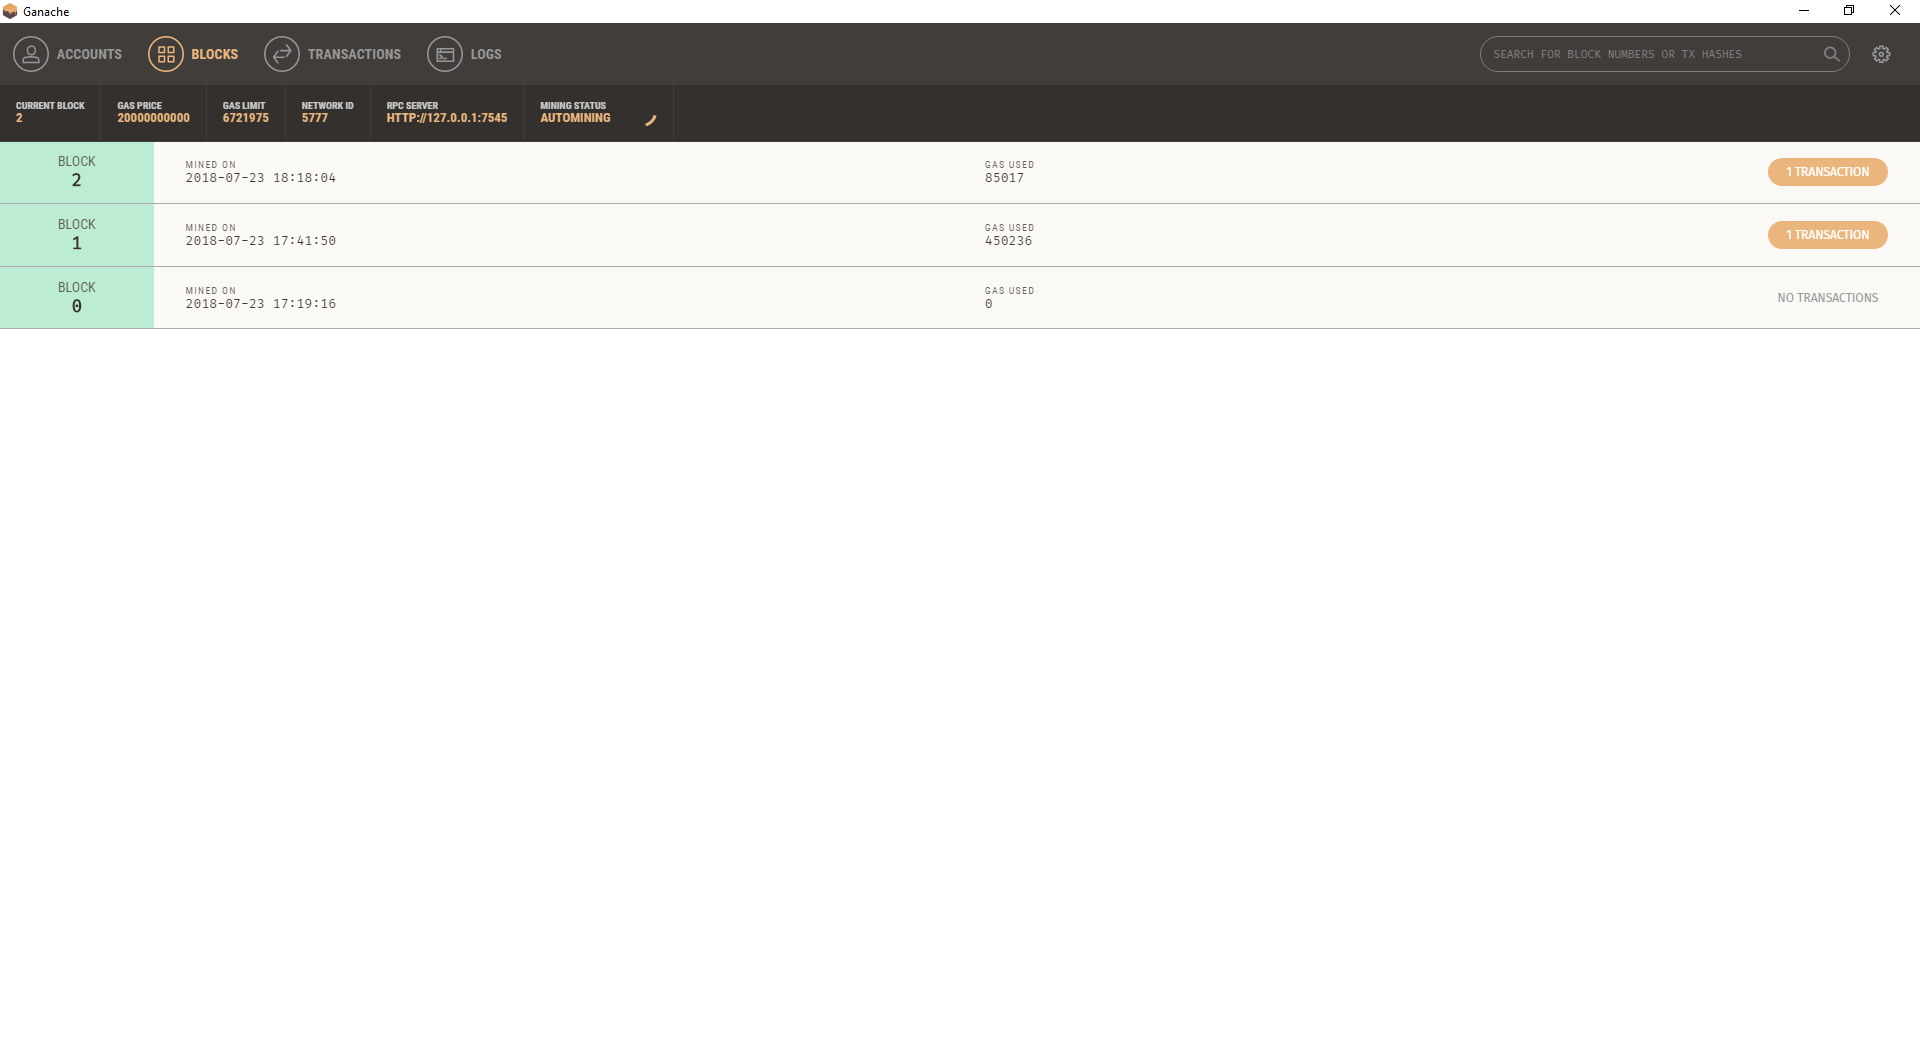 Ganache
ACCOUNTS BLOCKS TRANSACTIONS LOGS SEARCH FOR BLOCK NUMBERS OR TX HASHES
CURRENT BLOCK GAS PRICE GAS LIMIT NETWORK ID RPC SERVER MINING STATUS
2 20000000000 6721975 5777 HTTP://127.0.0.1:7545 AUTOMINING
BLOCK MINED ON GAS USED
2 2018-07-23 18:18:04 85017 1 TRANSACTION
BLOCK MINED ON GAS USED
1 2018-07-23 17:41:50 450236 1 TRANSACTION
BLOCK MINED ON GAS USED
0 2018-07-23 17:19:16 0 NO TRANSACTIONS